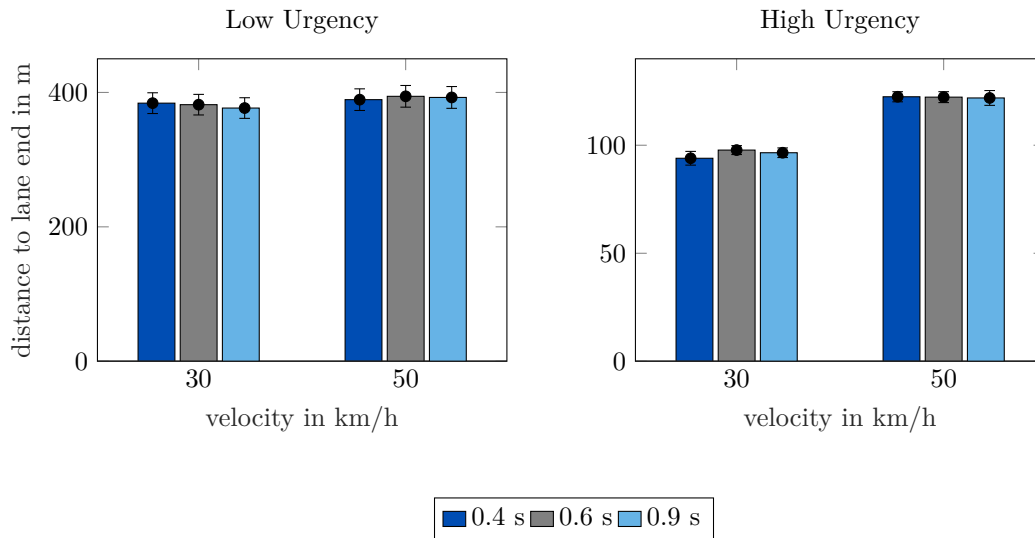 Low Urgency
High Urgency
distance to lane end in m
400
200
0
30
50
velocity in km/h
100
50
0
30
50
velocity in km/h
0.4 s 0.6 s 0.9 s